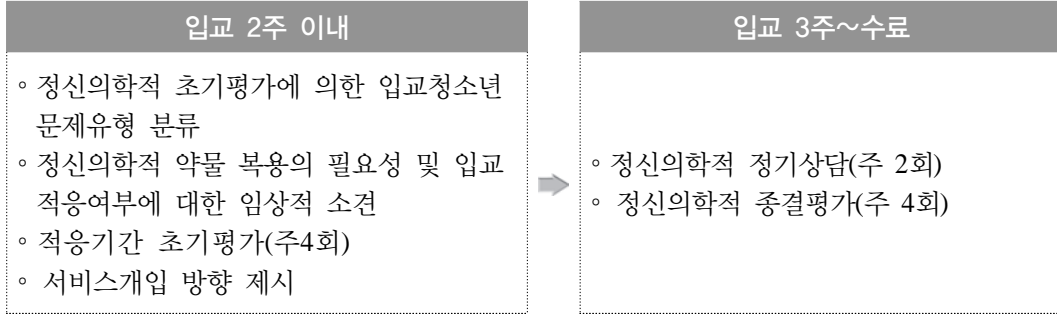 입교 2주 이내
◦정신의학적 초기평가에 의한 입교청소년
문제유형 분류
◦정신의학적 약물 복용의 필요성 및 입교
적응여부에 대한 임상적 소견
◦적응기간 초기평가(주4회)
◦ 서비스개입 방향 제시
입교 3주～수료
◦정신의학적 정기상담(주 2회)
◦ 정신의학적 종결평가(주 4회)